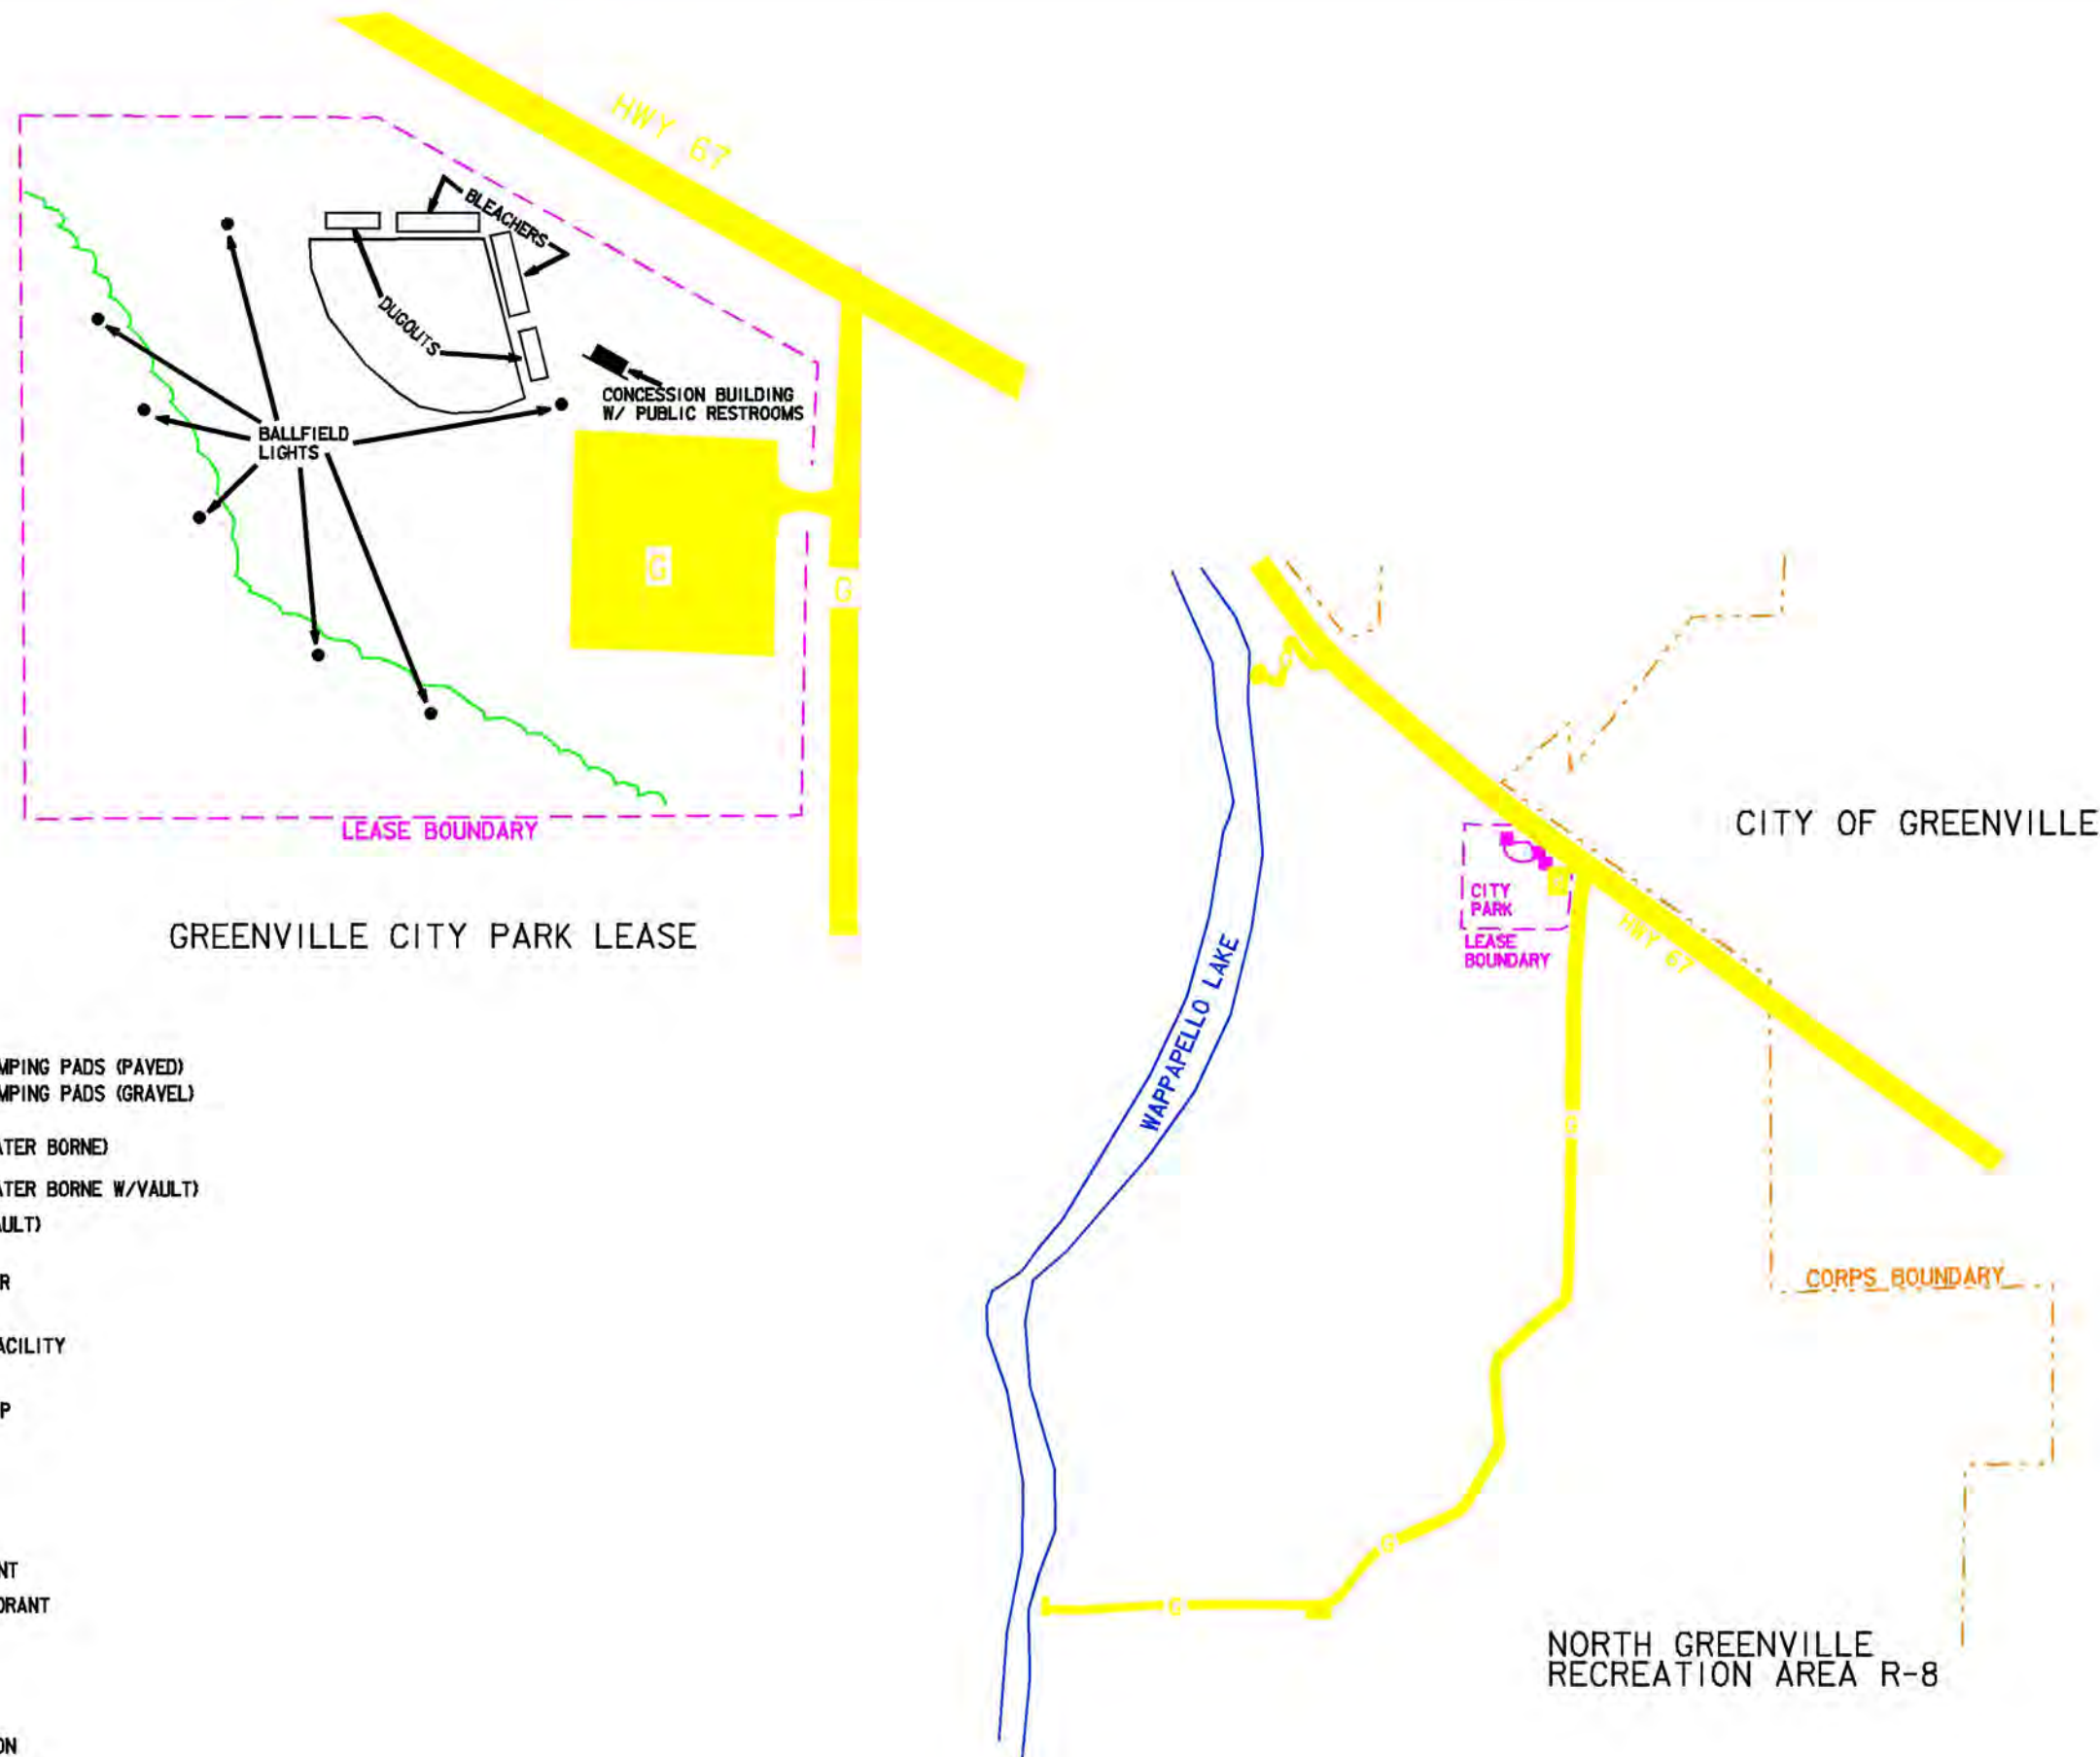 HWY 67
BLEACHERS
DUGOUTS
CONCESSION BUILDING
W/ PUBLIC RESTROOMS
BALLFIELD
LIGHTS
G
G
LEASE BOUNDARY
GREENVILLE CITY PARK LEASE
MPING PADS (PAVED)
MPING PADS (GRAVEL)
ATER BORNE)
ATER BORNE W/VAULT)
AULT)
R
ACILITY
P
NT
DRANT
ON
CITY OF GREENVILLE
CITY
PARK
LEASE
BOUNDARY
HWY 67
WAPPAPELLO LAKE
G
CORPS BOUNDARY
G
G
NORTH GREENVILLE
RECREATION AREA R-8